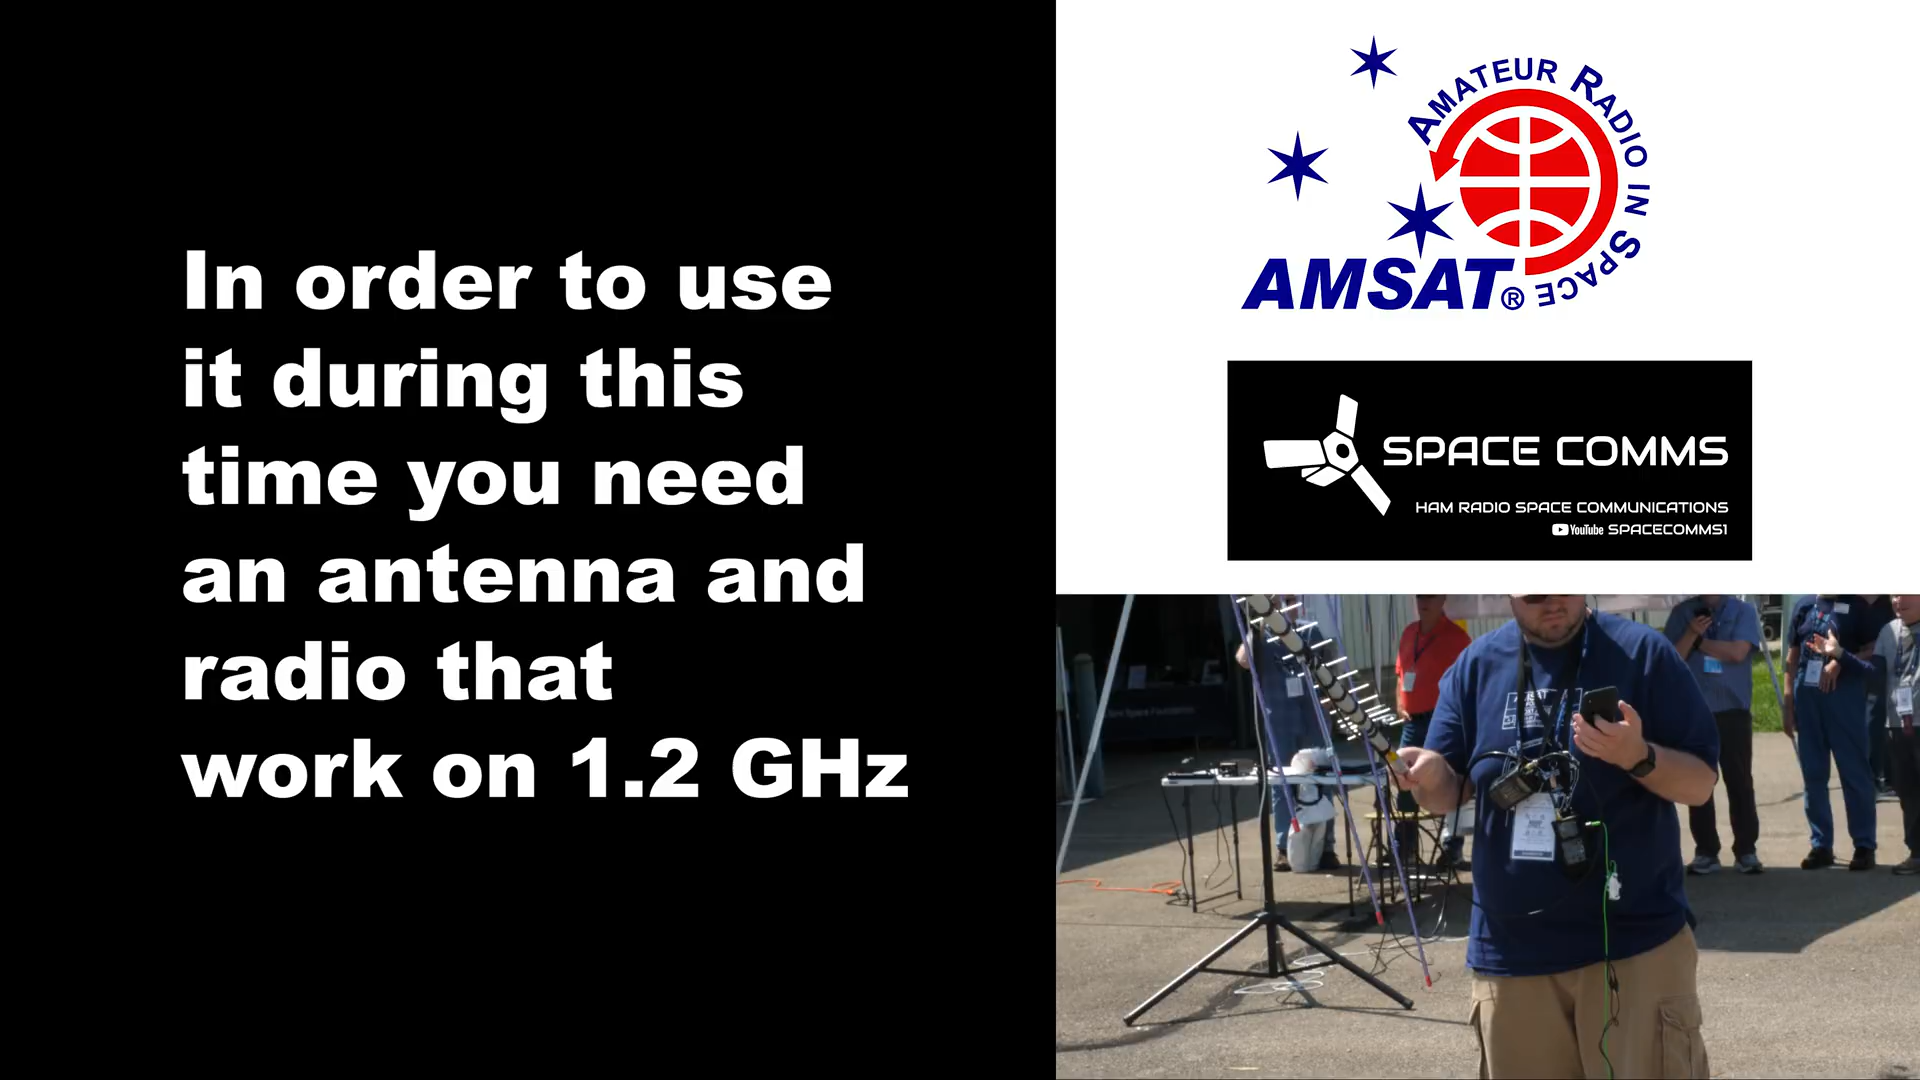 In order to use
it during this
time you need
an antenna and
radio that
work on 1.2 GHz
AMATEUR RADIO IN SPACE
AMSAT®
SPACE COMMS
HAM RADIO SPACE COMMUNICATIONS
YouTube SPACECOMMS1